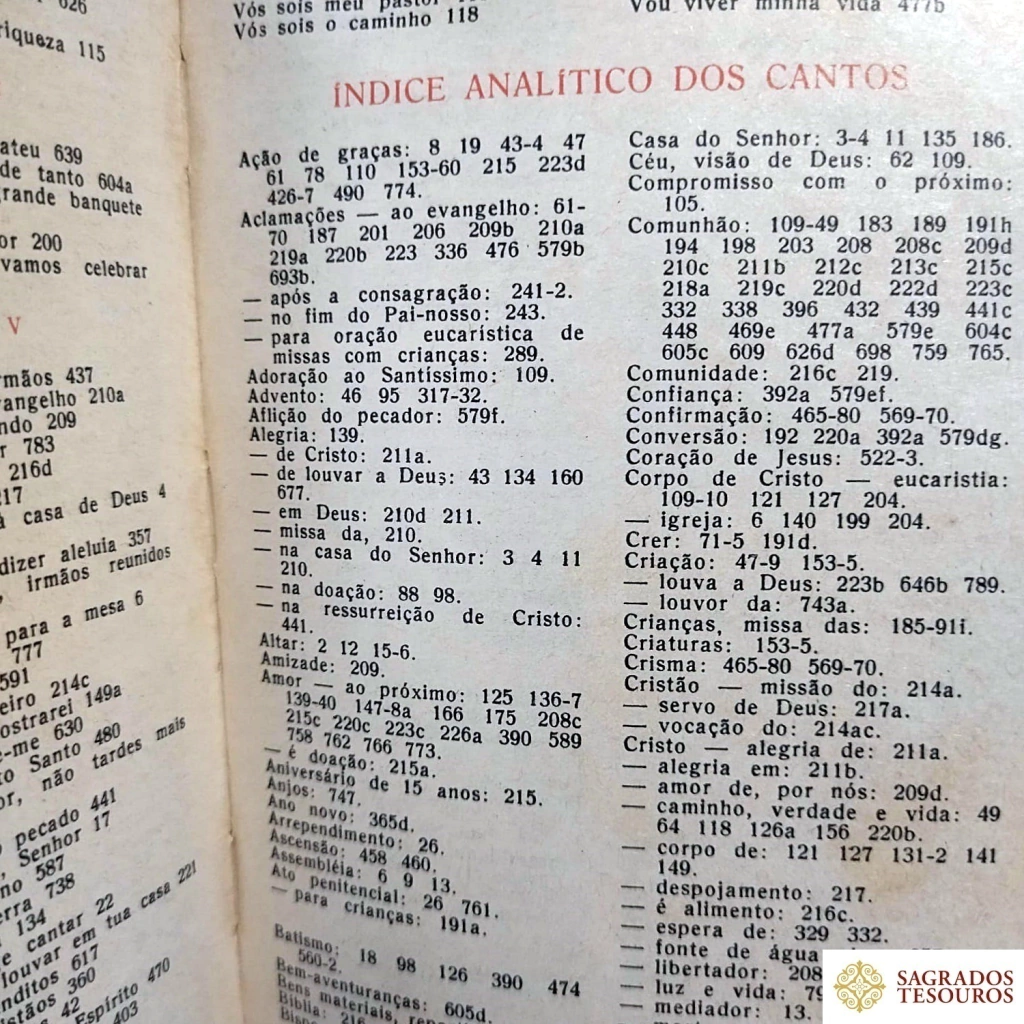 626
riqueza 115
ateu 639
de tanto 604a
grande banquete
or 200
vamos celebrar
V
rmãos 437
vangelho 210a
ndo 209
r 783
216d
217
à casa de Deus 4
dizer aleluia 357
, irmãos reunidos
para a mesa 6
777
591
eiro 214c
ostrarei 149a
e-me 630
to Santo 480
or, não tardes mais
o pecado 441
, Senhor 17
no 587
erra 738
134
e cantar 22
louvar em tua casa 221
enditos 617
istãos 360
42
Espírito 470
403
Vós sois meu pastor
Vós sois o caminho 118
Vou viver minha vida 477b
ÍNDICE ANALÍTICO DOS CANTOS
Ação de graças: 8 19 43-4 47
61 78 110 153-60 215 223d
426-7 490 774.
Aclamações — ao evangelho: 61-
70 187 201 206 209b 210a
219a 220b 223 336 476 579b
693b.
— após a consagração: 241-2.
— no fim do Pai-nosso: 243.
— para oração eucarística de
missas com crianças: 289.
Adoração ao Santíssimo: 109.
Advento: 46 95 317-32.
Aflição do pecador: 579f.
Alegria: 139.
— de Cristo: 211a.
— de louvar a Deus: 43 134 160
677.
— em Deus: 210d 211.
— missa da, 210.
— na casa do Senhor: 3 4 11
210.
— na doação: 88 98.
— na ressurreição de Cristo:
441.
Altar: 2 12 15-6.
Amizade: 209.
Amor — ao próximo: 125 136-7
139-40 147-8a 166 175 208c
215c 220c 223c 226a 390 589
758 762 766 773.
— é doação: 215a.
Aniversário de 15 anos: 215.
Anjos: 747.
Ano novo: 365d.
Arrependimento: 26.
Ascensão: 458 460.
Assembléia: 6 9 13.
Ato penitencial: 26 761.
— para crianças: 191a.
Batismo: 18 98 126 390 474
560-2.
Bem-aventuranças: 605d.
Bens materiais,
Bíblia: 216
Casa do Senhor: 3-4 11 135 186.
Céu, visão de Deus: 62 109.
Compromisso com o próximo:
105.
Comunhão: 109-49 183 189 191h
194 198 203 208 208c 209d
210c 211b 212c 213c 215c
218a 219c 220d 222d 223c
332 338 396 432 439 441c
448 469e 477a 579e 604c
605c 609 626d 698 759 765.
Comunidade: 216c 219.
Confiança: 392a 579ef.
Confirmação: 465-80 569-70.
Conversão: 192 220a 392a 579dg.
Coração de Jesus: 522-3.
Corpo de Cristo — eucaristia:
109-10 121 127 204.
— igreja: 6 140 199 204.
Crer: 71-5 191d.
Criação: 47-9 153-5.
— louva a Deus: 223b 646b 789.
— louvor da: 743a.
Crianças, missa das: 185-91i.
Criaturas: 153-5.
Crisma: 465-80 569-70.
Cristão — missão do: 214a.
— servo de Deus: 217a.
— vocação do: 214ac.
Cristo — alegria de: 211a.
— alegria em: 211b.
— amor de, por nós: 209d.
— caminho, verdade e vida: 49
64 118 126a 156 220b.
— corpo de: 121 127 131-2 141
149.
— despojamento: 217.
— é alimento: 216c.
— espera de: 329 332.
— fonte de água
— libertador: 208
— luz e vida:
— mediador: 13.
SAGRADOS
TESOUROS